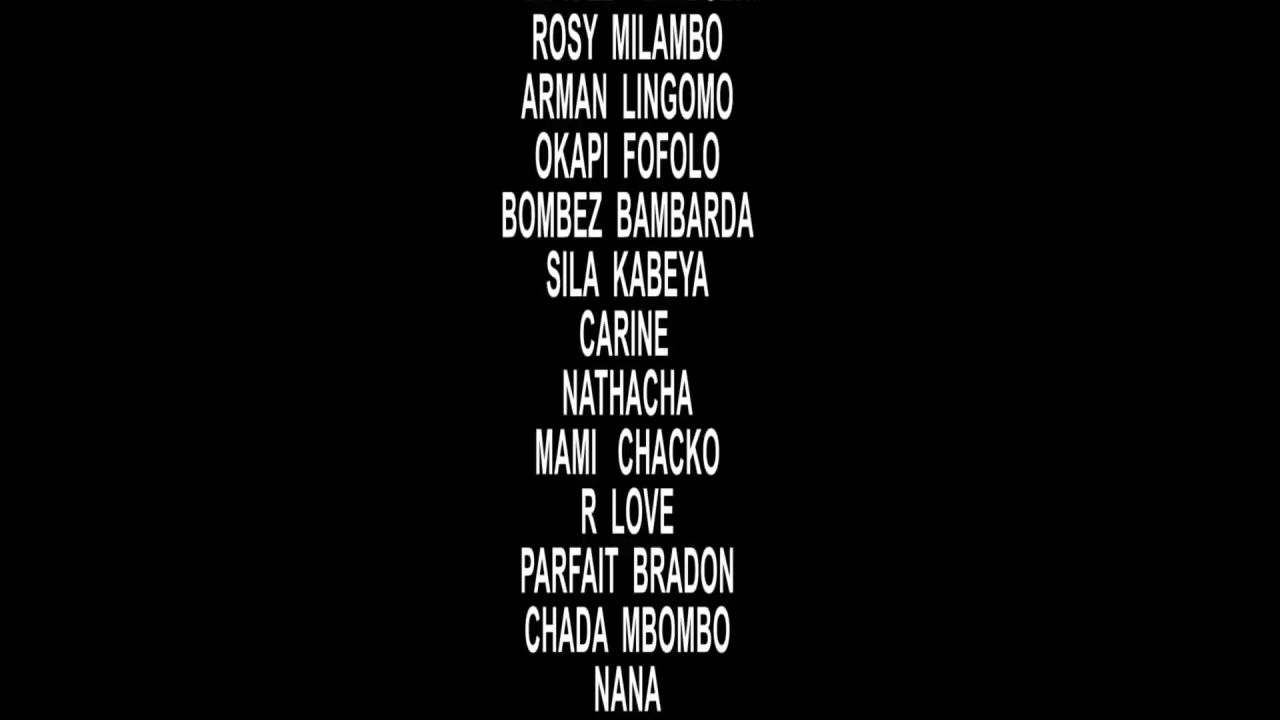 ROSY MILAMBO
ARMAN LINGOMO
OKAPI FOFOLO
BOMBEZ BAMBARDA
SILA KABEYA
CARINE
NATHACHA
MAMI CHACKO
R LOVE
PARFAIT BRADON
CHADA MBOMBO
NANA